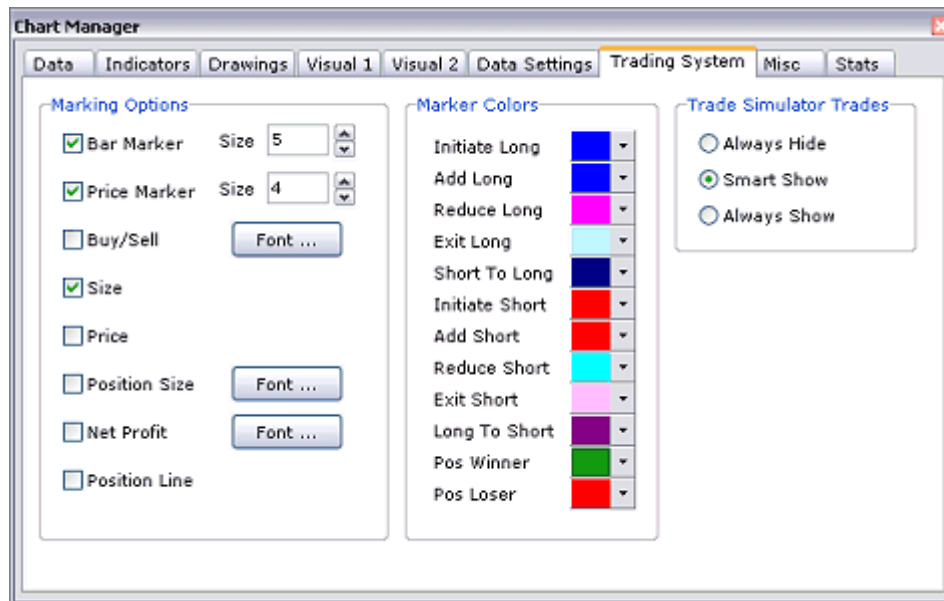 Chart Manager
Data Indicators Drawings Visual 1 Visual 2 Data Settings Trading System Misc Stats
Marking Options
Bar Marker Size 5
Price Marker Size 4
Buy/Sell Font ...
Size
Price
Position Size Font ...
Net Profit Font ...
Position Line
Marker Colors
Initiate Long
Add Long
Reduce Long
Exit Long
Short To Long
Initiate Short
Add Short
Reduce Short
Exit Short
Long To Short
Pos Winner
Pos Loser
Trade Simulator Trades
Always Hide
Smart Show
Always Show